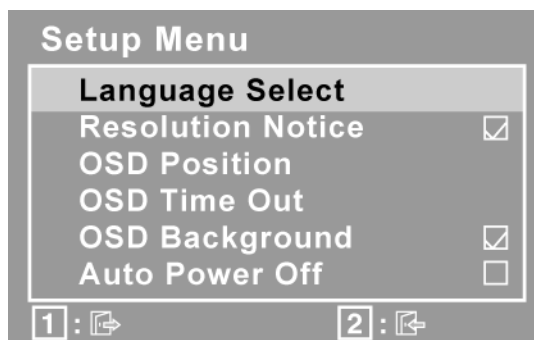 Setup Menu
Language Select
Resolution Notice
OSD Position
OSD Time Out
OSD Background
Auto Power Off
1 : 2 :